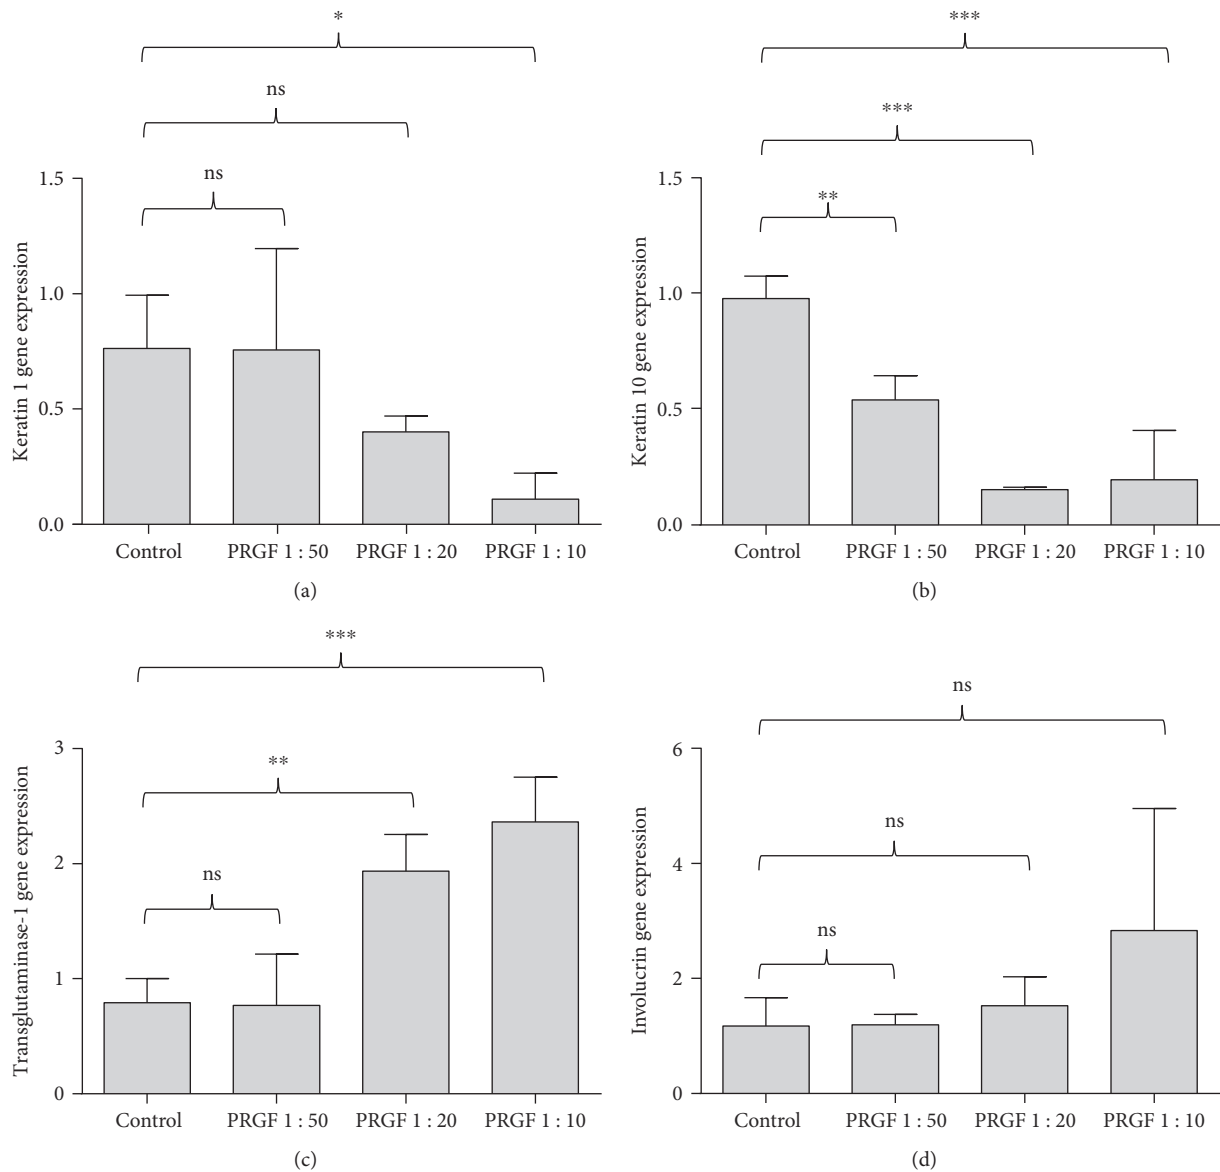 *
ns
ns
1.5
1.0
0.5
0.0
Keratin 1 gene expression
Control
PRGF 1 : 50
PRGF 1 : 20
PRGF 1 : 10
(a)
***
***
**
1.5
1.0
0.5
0.0
Keratin 10 gene expression
Control
PRGF 1 : 50
PRGF 1 : 20
PRGF 1 : 10
(b)
***
**
ns
3
2
1
0
Transglutaminase-1 gene expression
Control
PRGF 1 : 50
PRGF 1 : 20
PRGF 1 : 10
(c)
ns
ns
ns
6
4
2
0
Involucrin gene expression
Control
PRGF 1 : 50
PRGF 1 : 20
PRGF 1 : 10
(d)